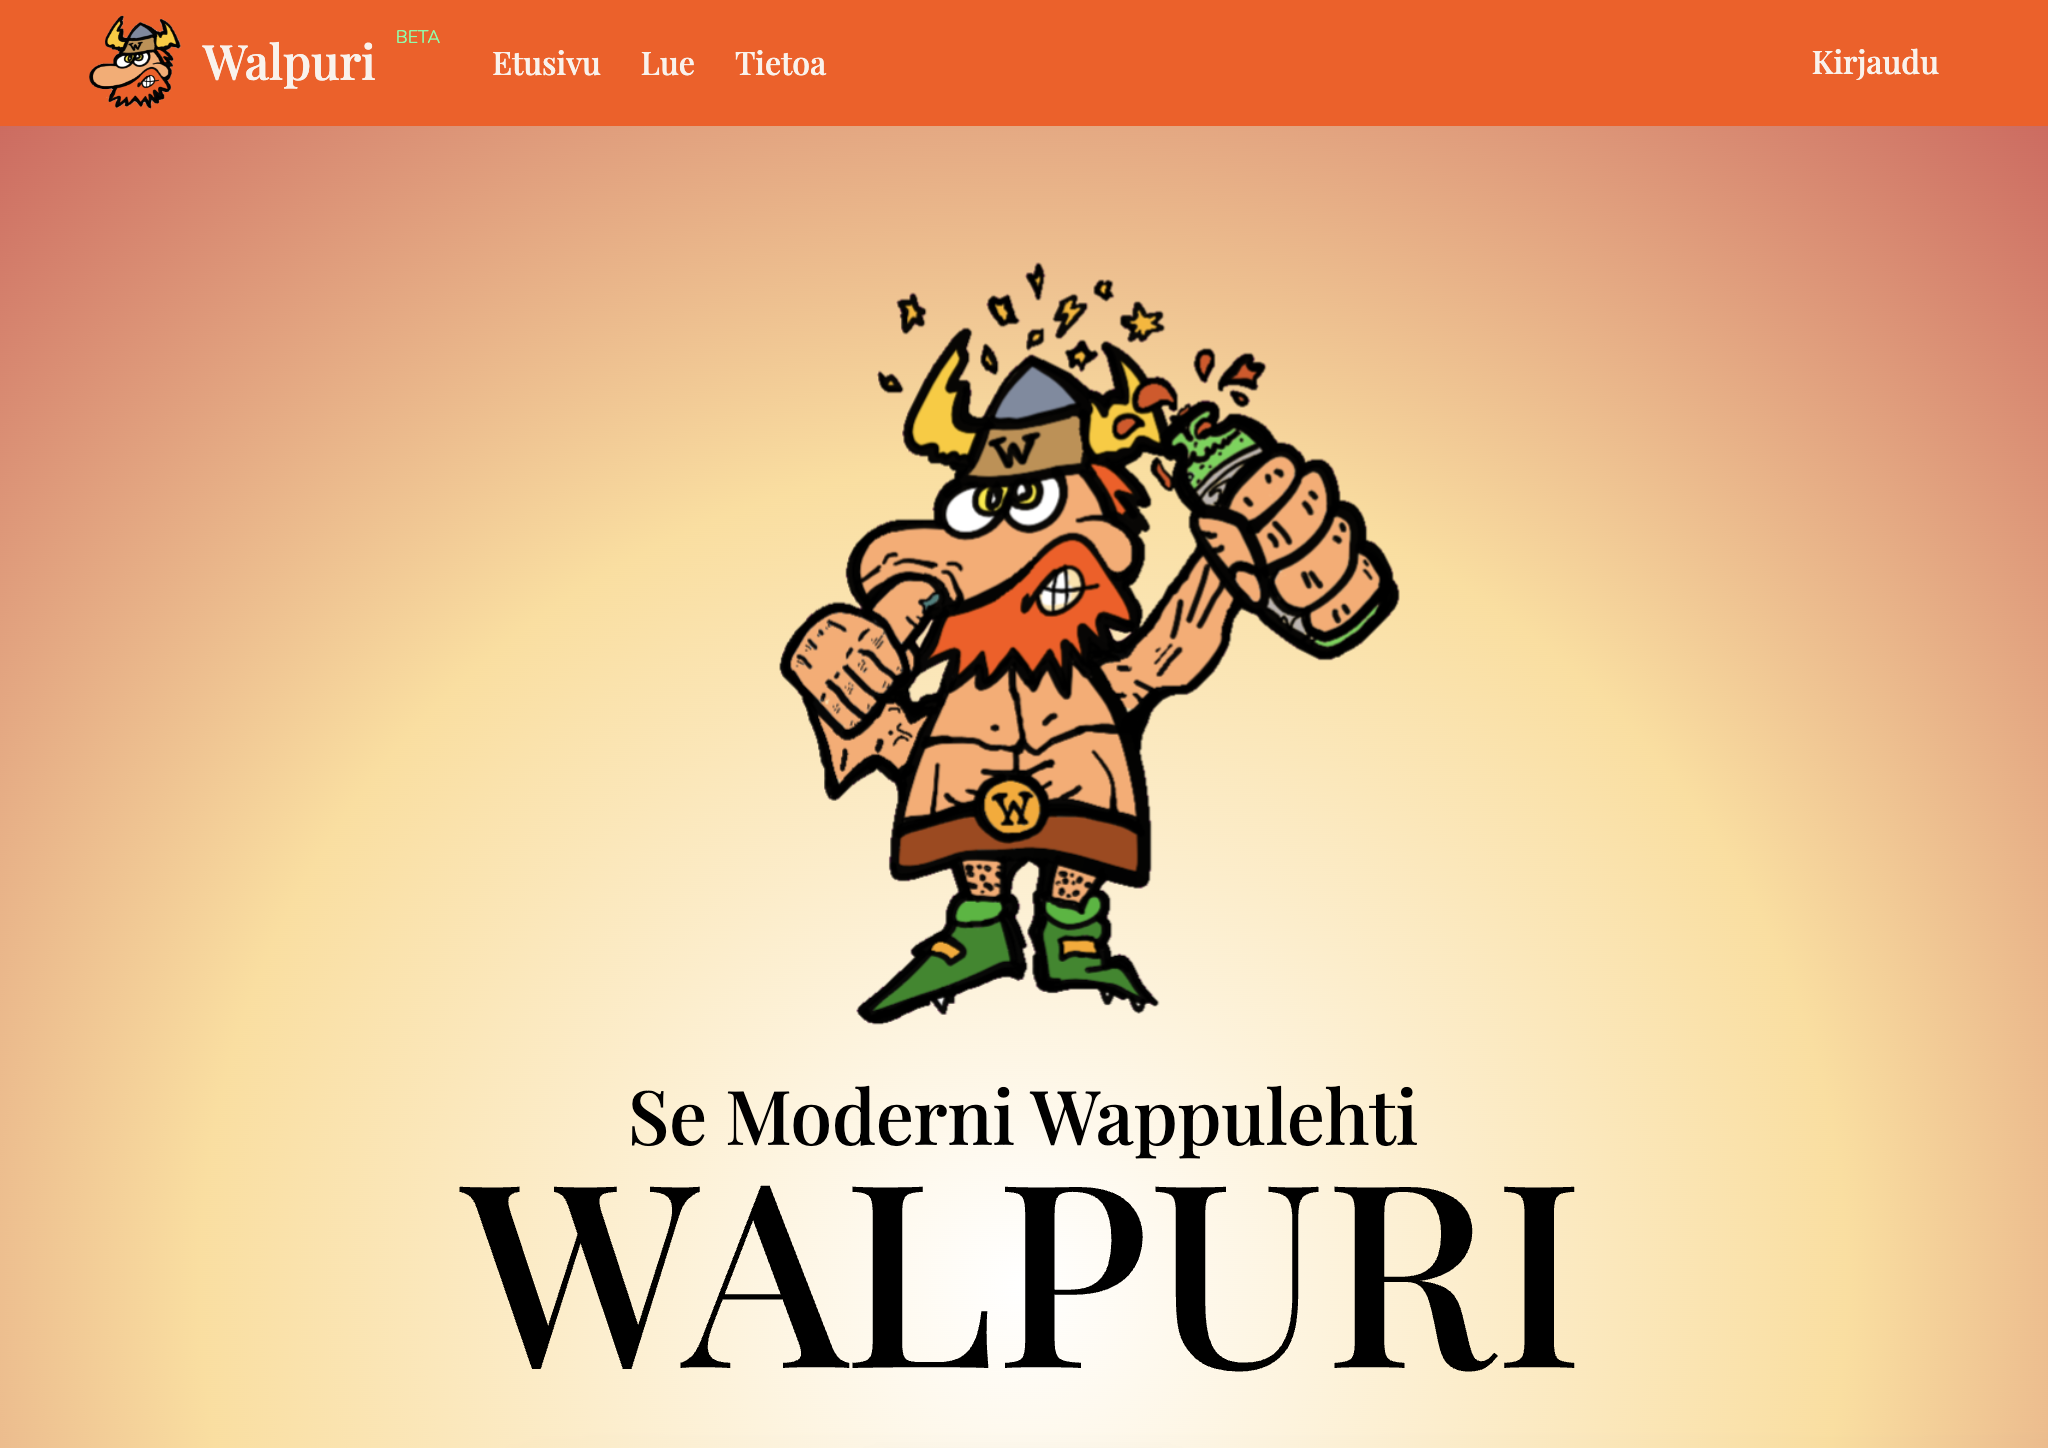 Walpuri BETA Etusivu Lue Tietoa Kirjaudu
W
W
W
Se Moderni Wappulehti
WALPURI